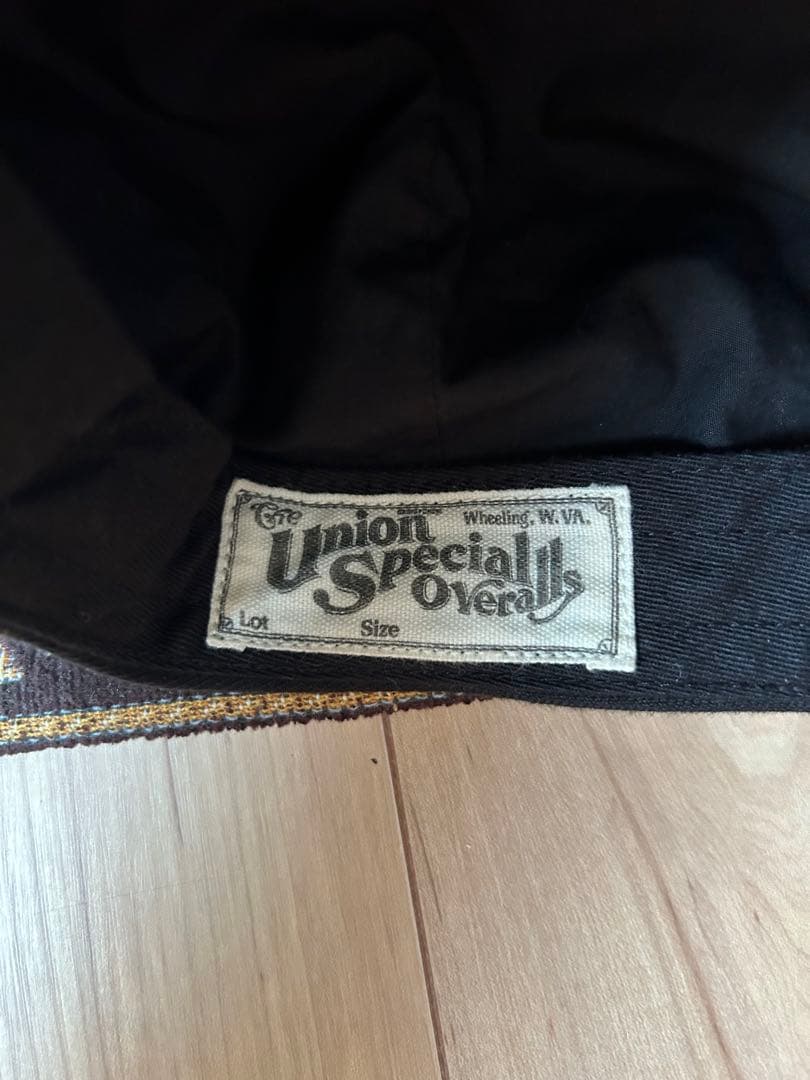 The Union Wheeling, W. VA.
Special
Overalls
Lot Size